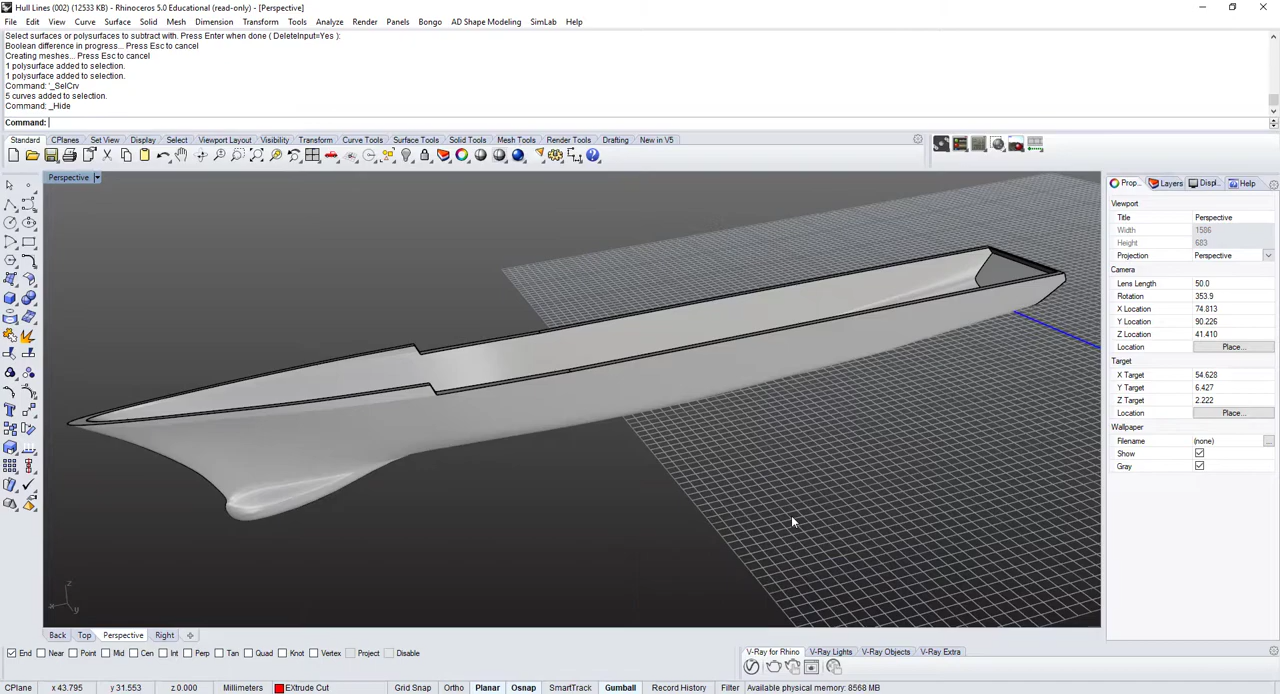 Hull Lines (002) (12533 KB) - Rhinoceros 5.0 Educational (read-only) - [Perspective]
File Edit View Curve Surface Solid Mesh Dimension Transform Tools Analyze Render Panels Bongo AD Shape Modeling SimLab Help
Select surfaces or polysurfaces to subtract with. Press Enter when done ( DeleteInput=Yes ):
Boolean difference in progress... Press Esc to cancel
Creating meshes... Press Esc to cancel
1 polysurface added to selection.
1 polysurface added to selection.
Command: '_SelCrv
5 curves added to selection.
Command: _Hide
Command:
Standard CPlanes Set View Display Select Viewport Layout Visibility Transform Curve Tools Surface Tools Solid Tools Mesh Tools Render Tools Drafting New in V5
Perspective
Prop... Layers Displ... Help
Viewport
Title Perspective
Width 1586
Height 683
Projection Perspective
Camera
Lens Length 50.0
Rotation 353.9
X Location 74.813
Y Location 90.226
Z Location 41.410
Location Place...
Target
X Target 54.628
Y Target 6.427
Z Target 2.222
Location Place...
Wallpaper
Filename (none) ...
Show
Gray
z
x y
Back Top Perspective Right
End Near Point Mid Cen Int Perp Tan Quad Knot Vertex Project Disable
V-Ray for Rhino V-Ray Lights V-Ray Objects V-Ray Extra
CPlane x 43.795 y 31.553 z 0.000 Millimeters EXtrude Cut Grid Snap Ortho Planar Osnap SmartTrack Gumball Record History Filter Available physical memory: 8568 MB